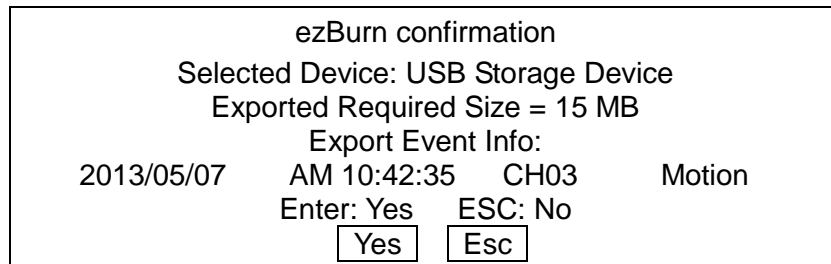 ezBurn confirmation
Selected Device: USB Storage Device
Exported Required Size = 15 MB
Export Event Info:
2013/05/07 AM 10:42:35 CH03 Motion
Enter: Yes ESC: No
Yes Esc